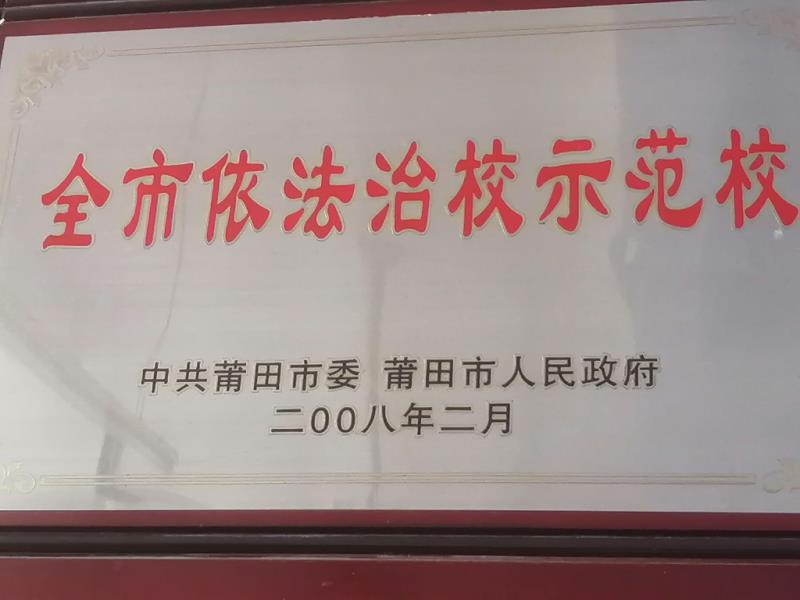 全市依法治校示范校
中共莆田市委 莆田市人民政府
二00八年二月